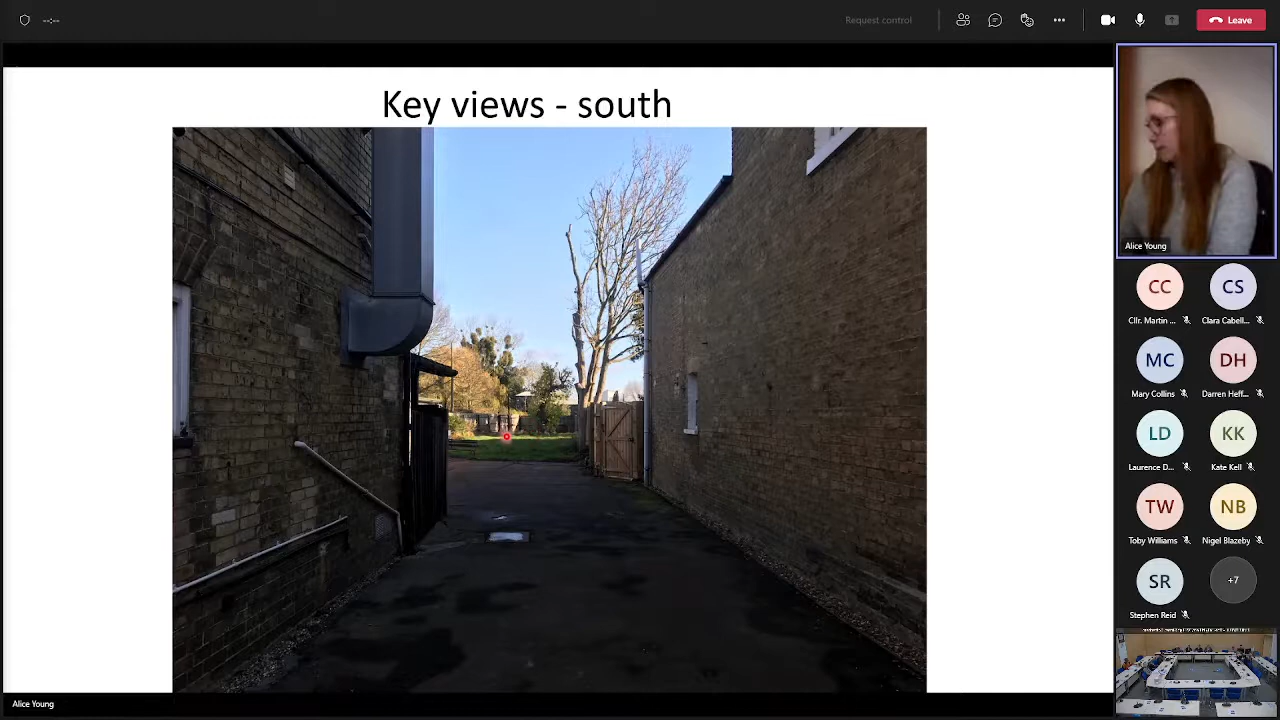 --:--
Request control
Leave
Key views - south
Alice Young
CC
CS
Cllr. Martin ...
Clara Cabell...
MC
DH
Mary Collins
Darren Heff...
LD
KK
Laurence D...
Kate Kell
TW
NB
Toby Williams
Nigel Blazeby
SR
+7
Stephen Reid
Alice Young